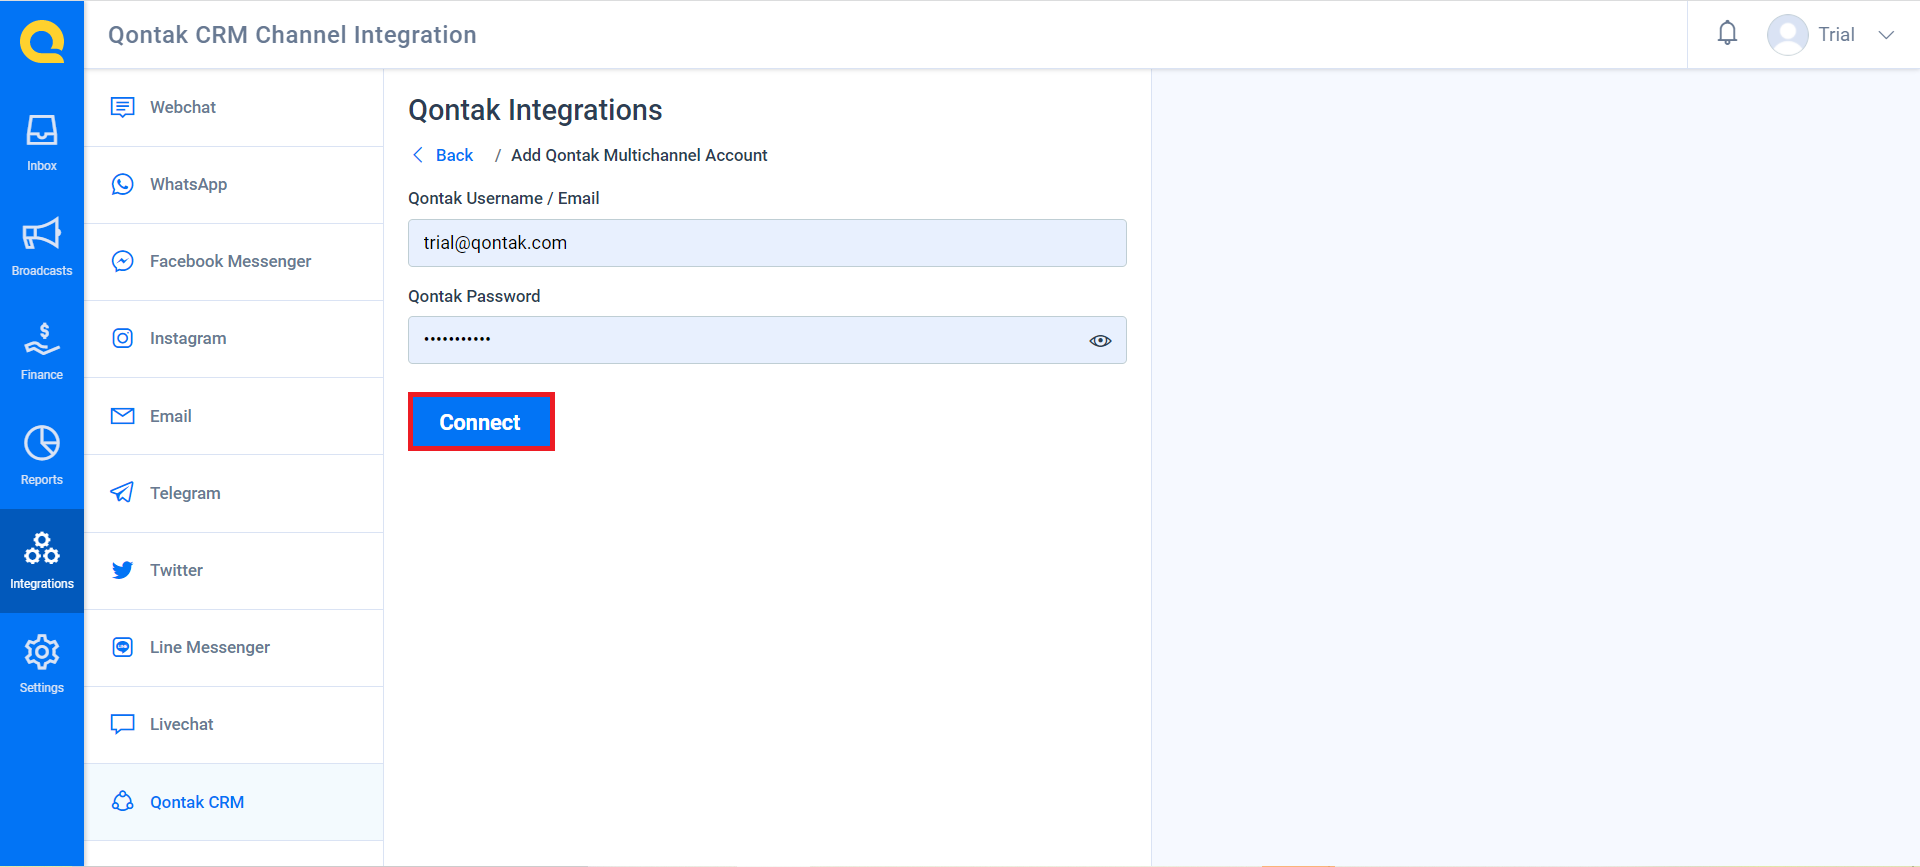 Qontak CRM Channel Integration
Trial
Inbox
Broadcasts
Finance
Reports
Integrations
Settings
Webchat
WhatsApp
Facebook Messenger
Instagram
Email
Telegram
Twitter
Line Messenger
Livechat
Qontak CRM
Qontak Integrations
Back / Add Qontak Multichannel Account
Qontak Username / Email
trial@qontak.com
Qontak Password
•••••••••••
Connect